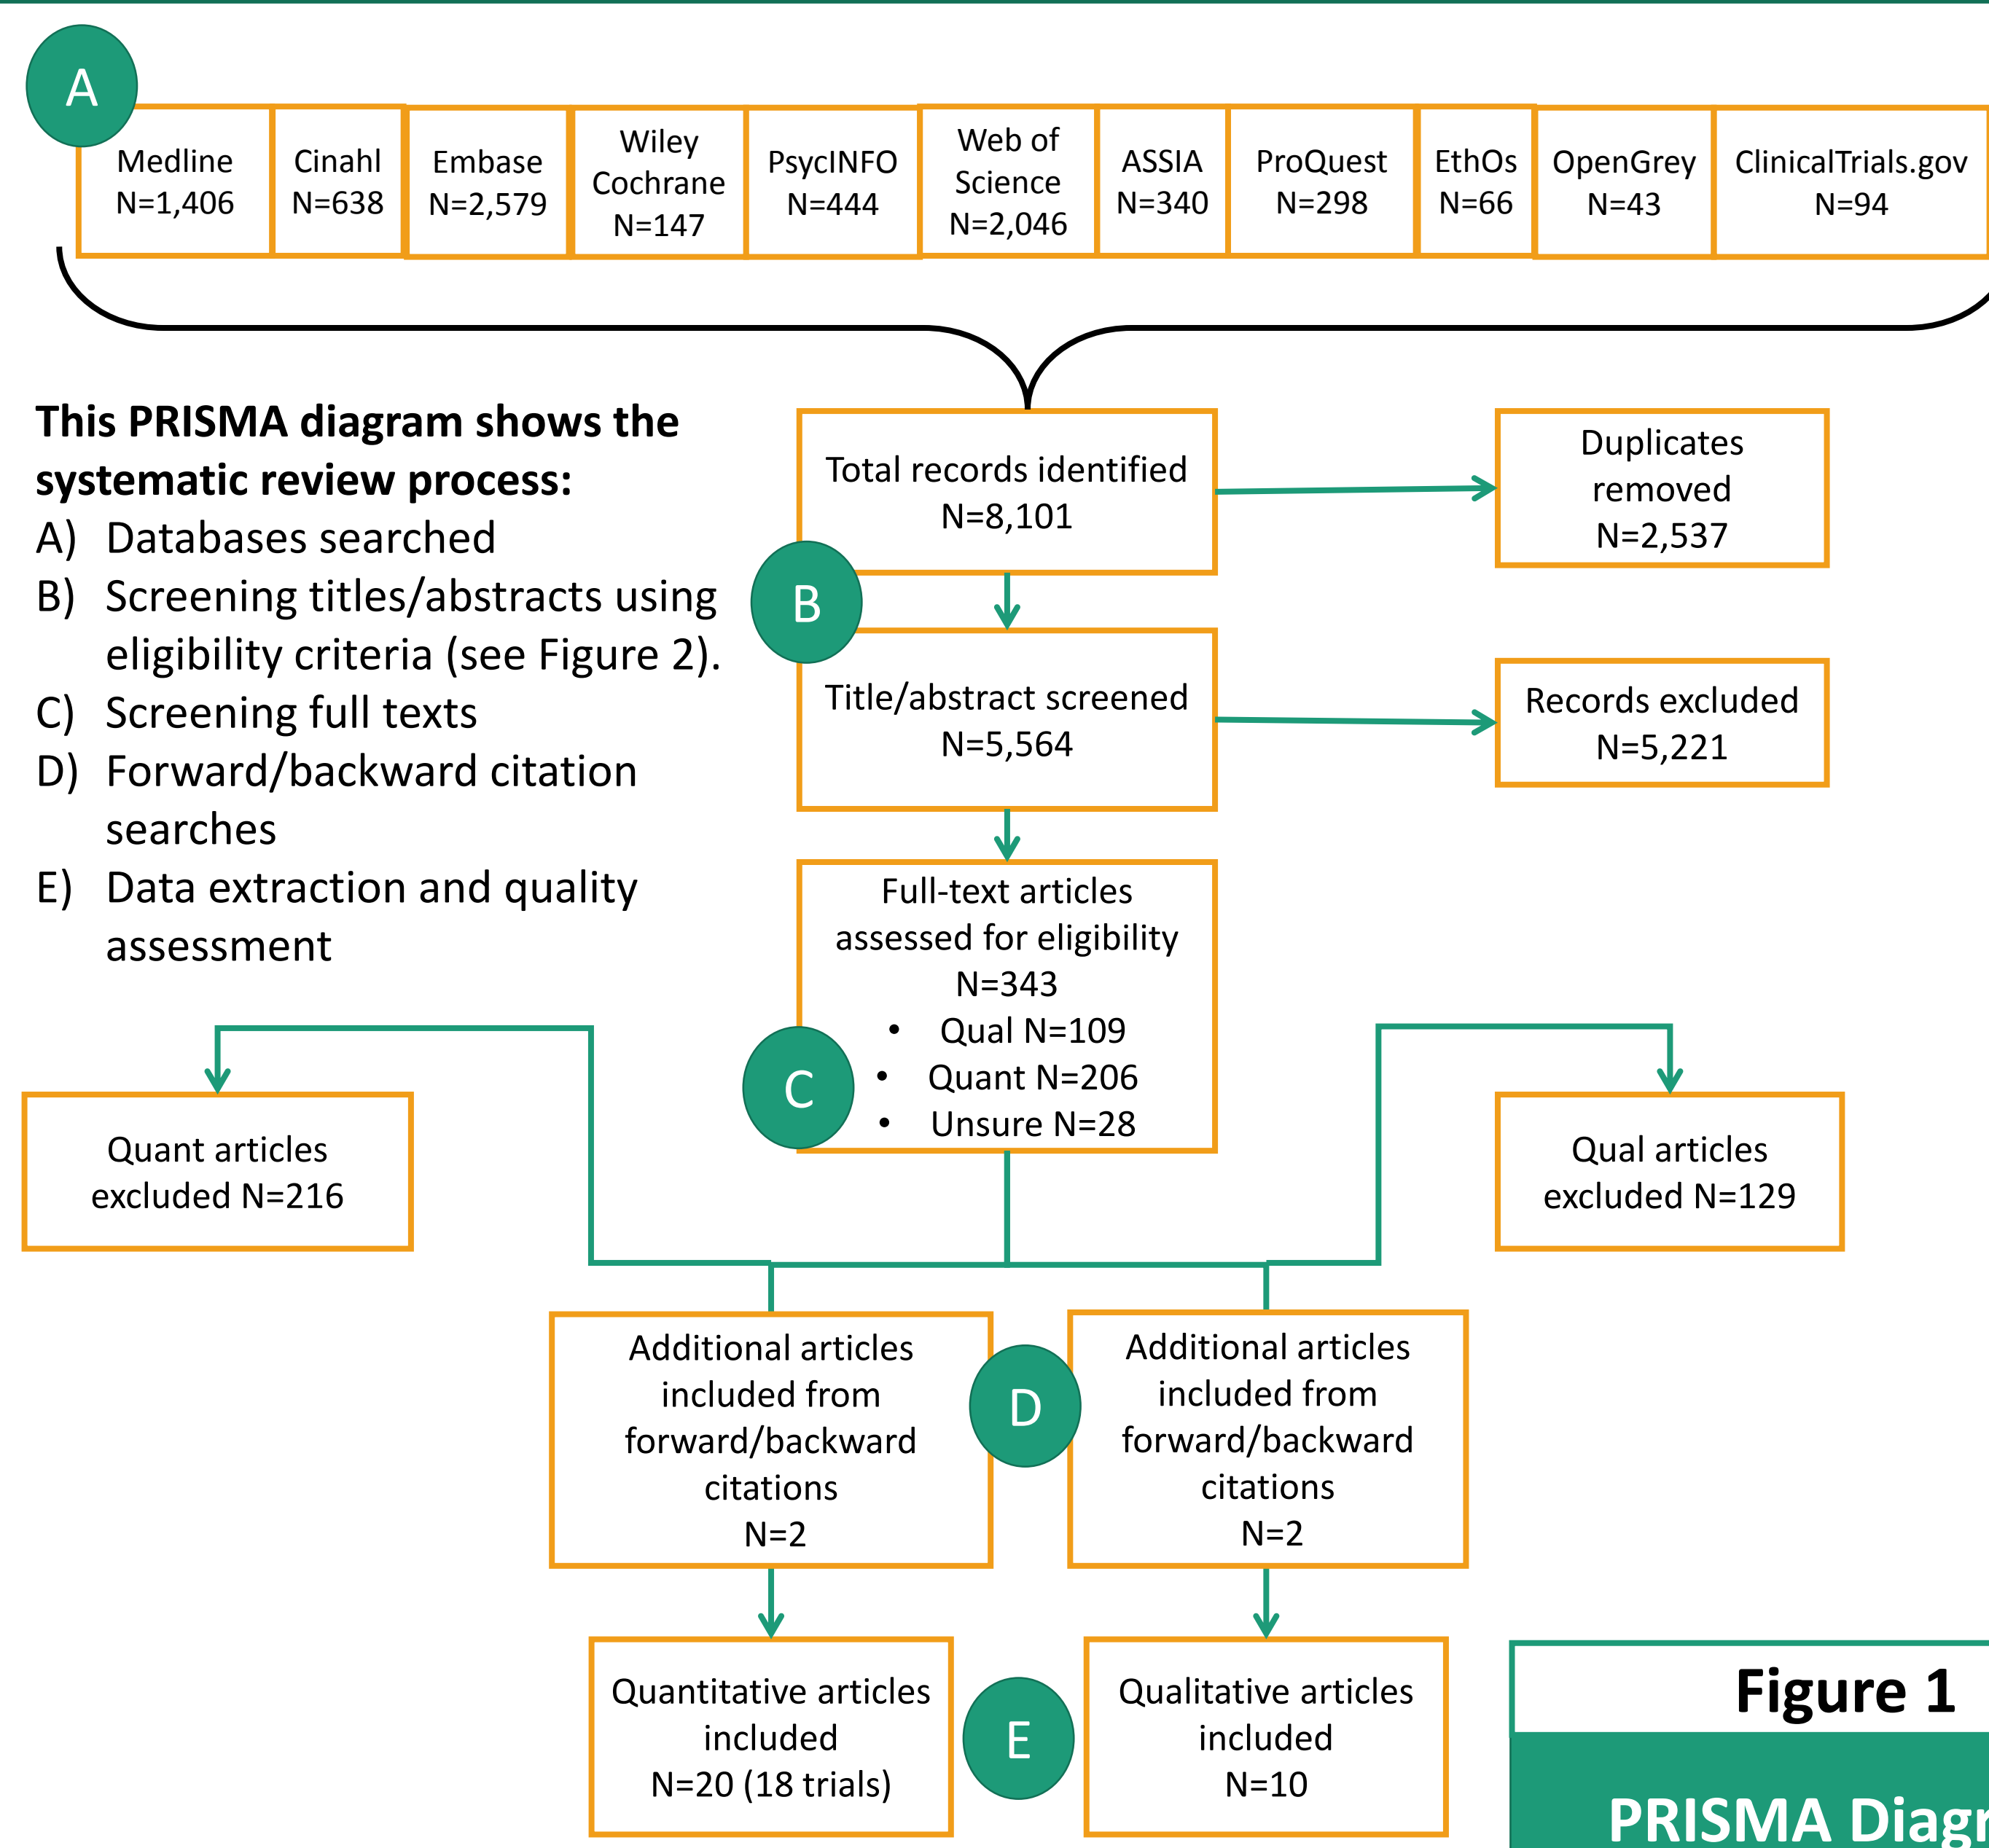 A
Medline
N=1,406
Cinahl
N=638
Embase
N=2,579
Wiley
Cochrane
N=147
PsycINFO
N=444
Web of
Science
N=2,046
ASSIA
N=340
ProQuest
N=298
EthOs
N=66
OpenGrey
N=43
ClinicalTrials.gov
N=94
This PRISMA diagram shows the
systematic review process:
A) Databases searched
B) Screening titles/abstracts using
eligibility criteria (see Figure 2).
C) Screening full texts
D) Forward/backward citation
searches
E) Data extraction and quality
assessment
Total records identified
N=8,101
Duplicates
removed
N=2,537
B
Title/abstract screened
N=5,564
Records excluded
N=5,221
Full-text articles
assessed for eligibility
N=343
• Qual N=109
• Quant N=206
• Unsure N=28
C
Quant articles
excluded N=216
Qual articles
excluded N=129
Additional articles
included from
forward/backward
citations
N=2
D
Additional articles
included from
forward/backward
citations
N=2
Quantitative articles
included
N=20 (18 trials)
E
Qualitative articles
included
N=10
Figure 1
PRISMA Diagr